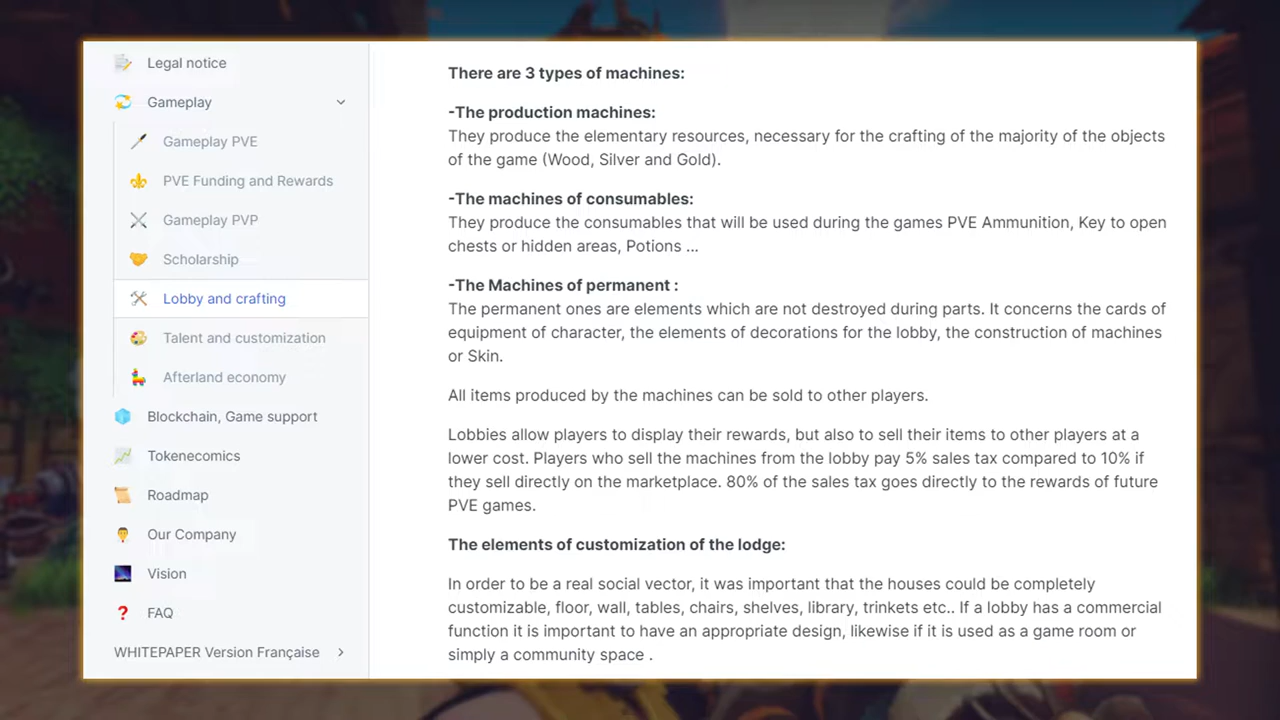 Legal notice
Gameplay
Gameplay PVE
PVE Funding and Rewards
Gameplay PVP
Scholarship
Lobby and crafting
Talent and customization
Afterland economy
Blockchain, Game support
Tokenecomics
Roadmap
Our Company
Vision
FAQ
WHITEPAPER Version Française
There are 3 types of machines:
-The production machines:
They produce the elementary resources, necessary for the crafting of the majority of the objects
of the game (Wood, Silver and Gold).
-The machines of consumables:
They produce the consumables that will be used during the games PVE Ammunition, Key to open
chests or hidden areas, Potions ...
-The Machines of permanent :
The permanent ones are elements which are not destroyed during parts. It concerns the cards of
equipment of character, the elements of decorations for the lobby, the construction of machines
or Skin.
All items produced by the machines can be sold to other players.
Lobbies allow players to display their rewards, but also to sell their items to other players at a
lower cost. Players who sell the machines from the lobby pay 5% sales tax compared to 10% if
they sell directly on the marketplace. 80% of the sales tax goes directly to the rewards of future
PVE games.
The elements of customization of the lodge:
In order to be a real social vector, it was important that the houses could be completely
customizable, floor, wall, tables, chairs, shelves, library, trinkets etc.. If a lobby has a commercial
function it is important to have an appropriate design, likewise if it is used as a game room or
simply a community space .